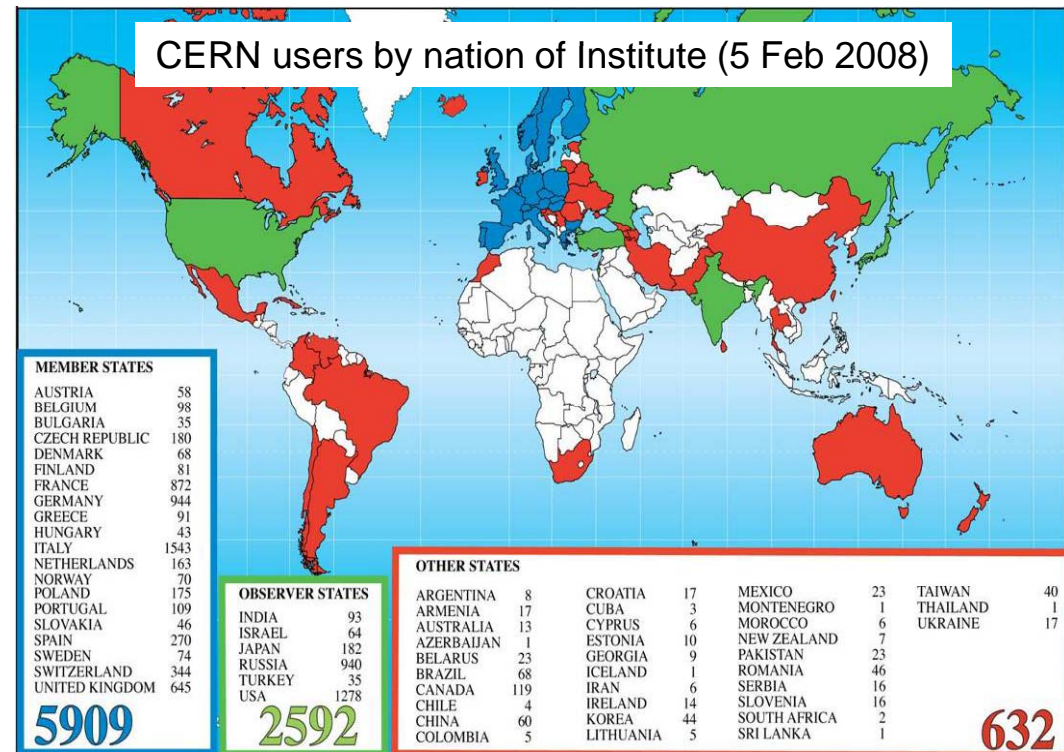 CERN users by nation of Institute (5 Feb 2008)
MEMBER STATES
AUSTRIA 58
BELGIUM 98
BULGARIA 35
CZECH REPUBLIC 180
DENMARK 68
FINLAND 81
FRANCE 872
GERMANY 944
GREECE 91
HUNGARY 43
ITALY 1543
NETHERLANDS 163
NORWAY 70
POLAND 175
PORTUGAL 109
SLOVAKIA 46
SPAIN 270
SWEDEN 74
SWITZERLAND 344
UNITED KINGDOM 645
5909
OBSERVER STATES
INDIA 93
ISRAEL 64
JAPAN 182
RUSSIA 940
TURKEY 35
USA 1278
2592
OTHER STATES
ARGENTINA 8
ARMENIA 17
AUSTRALIA 13
AZERBAIJAN 1
BELARUS 23
BRAZIL 68
CANADA 119
CHILE 4
CHINA 60
COLOMBIA 5
CROATIA 17
CUBA 3
CYPRUS 6
ESTONIA 10
GEORGIA 9
ICELAND 1
IRAN 6
IRELAND 14
KOREA 44
LITHUANIA 5
MEXICO 23
MONTENEGRO 1
MOROCCO 6
NEW ZEALAND 7
PAKISTAN 23
ROMANIA 46
SERBIA 16
SLOVENIA 16
SOUTH AFRICA 2
SRI LANKA 1
TAIWAN 40
THAILAND 1
UKRAINE 17
632